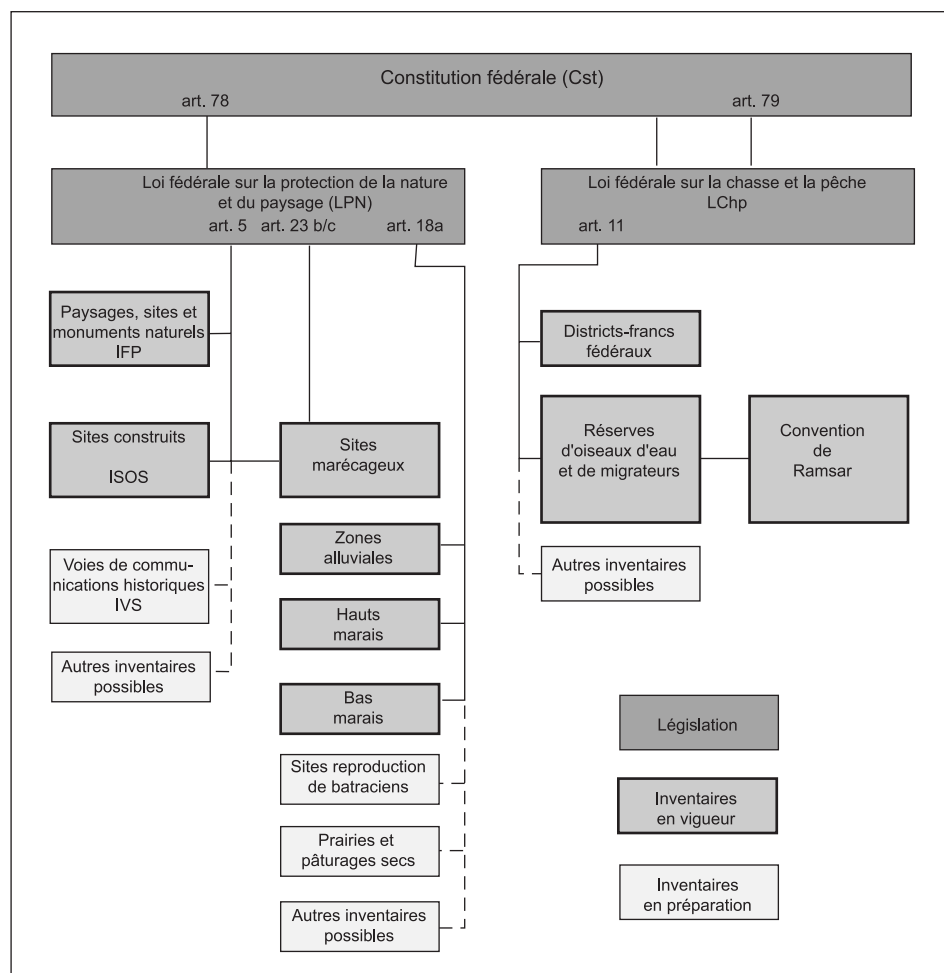 Constitution fédérale (Cst)
art. 78
art. 79
Loi fédérale sur la protection de la nature
et du paysage (LPN)
art. 5
art. 23 b/c
art. 18a
Loi fédérale sur la chasse et la pêche
LChp
art. 11
Paysages, sites et
monuments naturels
IFP
Sites construits
ISOS
Voies de commu-
nications historiques
IVS
Autres inventaires
possibles
Sites
marécageux
Zones
alluviales
Hauts
marais
Bas
marais
Sites reproduction
de batraciens
Prairies et
pâturages secs
Autres inventaires
possibles
Districts-francs
fédéraux
Réserves
d'oiseaux d'eau
et de migrateurs
Convention
de
Ramsar
Autres inventaires
possibles
Législation
Inventaires
en vigueur
Inventaires
en préparation